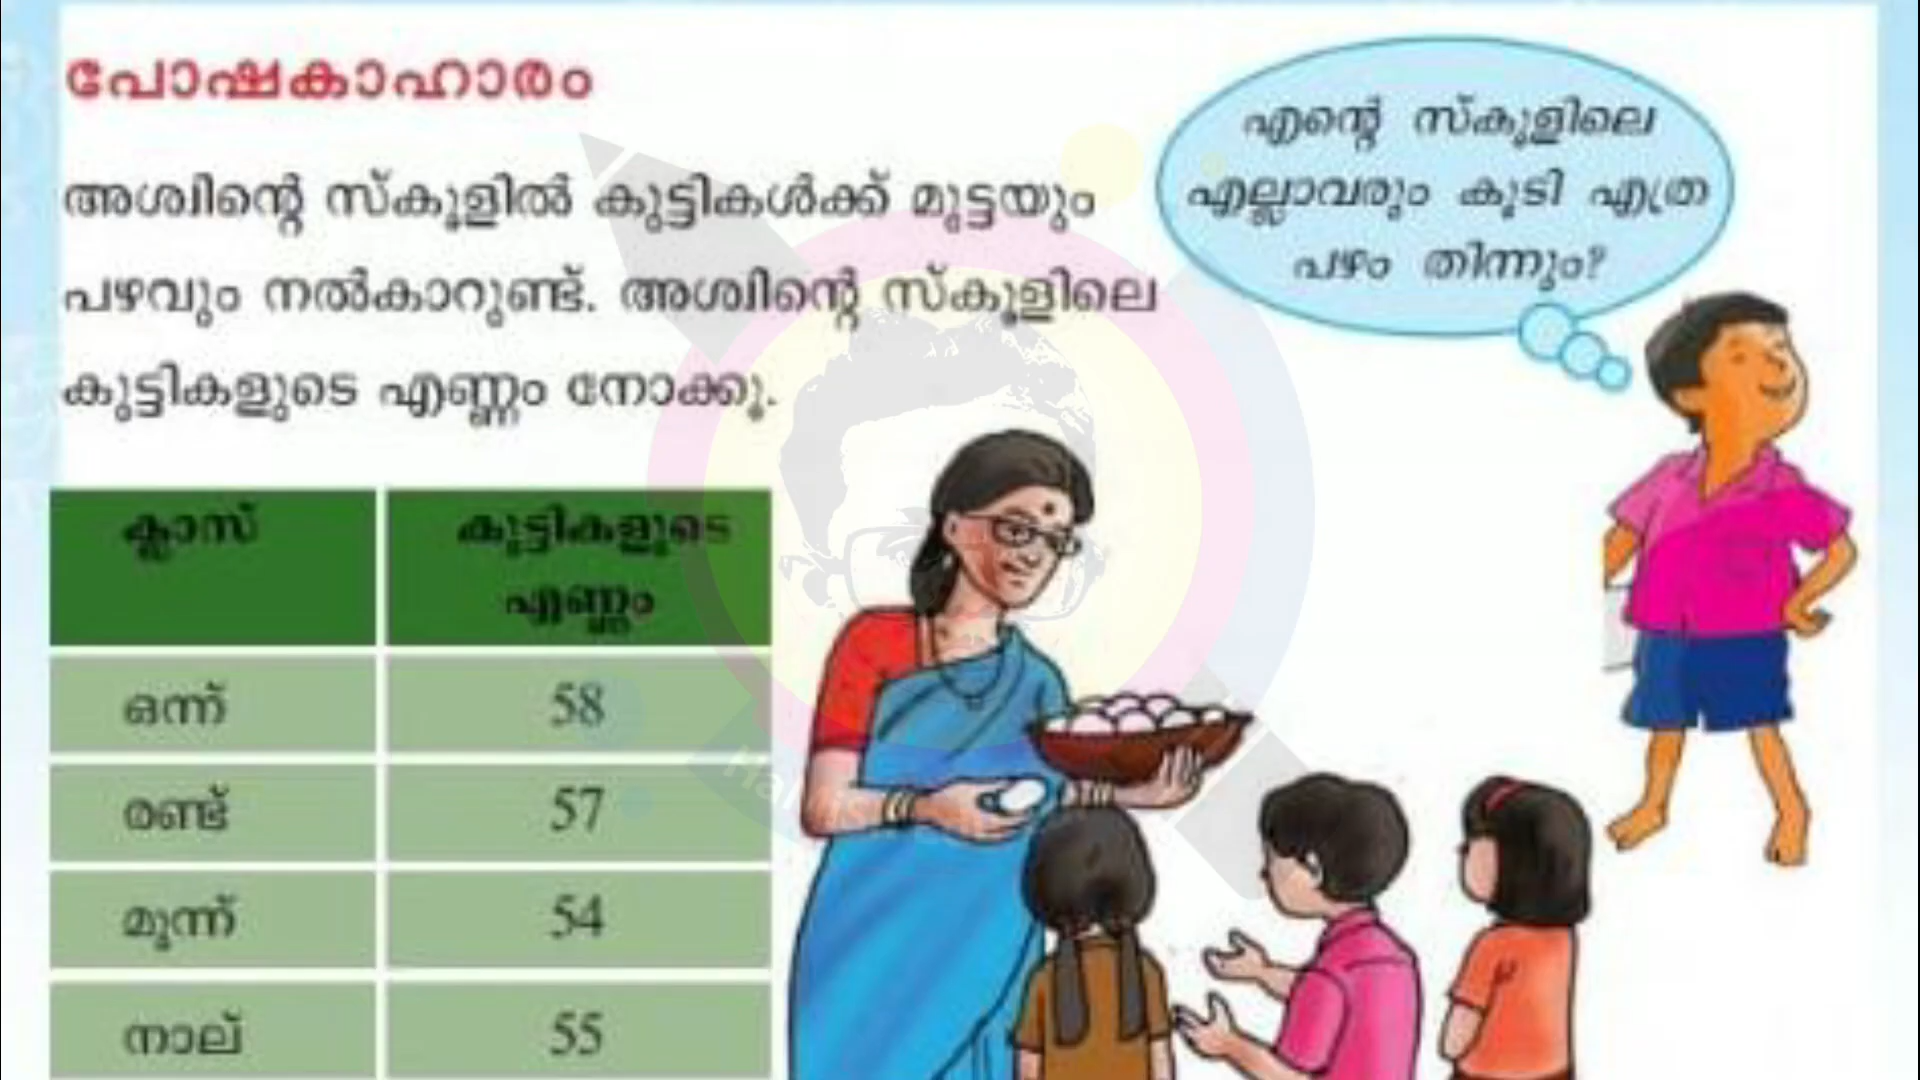 പോഷകാഹാരം
അശ്വിന്റെ സ്കൂളിൽ കുട്ടികൾക്ക് മുട്ടയും
പഴവും നൽകാറുണ്ട്. അശ്വിന്റെ സ്കൂളിലെ
കുട്ടികളുടെ എണ്ണം നോക്കൂ.
എന്റെ സ്കൂളിലെ
എല്ലാവരും കൂടി എത്ര
പഴം തിന്നും?
ക്ലാസ് കുട്ടികളുടെ
എണ്ണം
ഒന്ന് 58
രണ്ട് 57
മൂന്ന് 54
നാല് 55